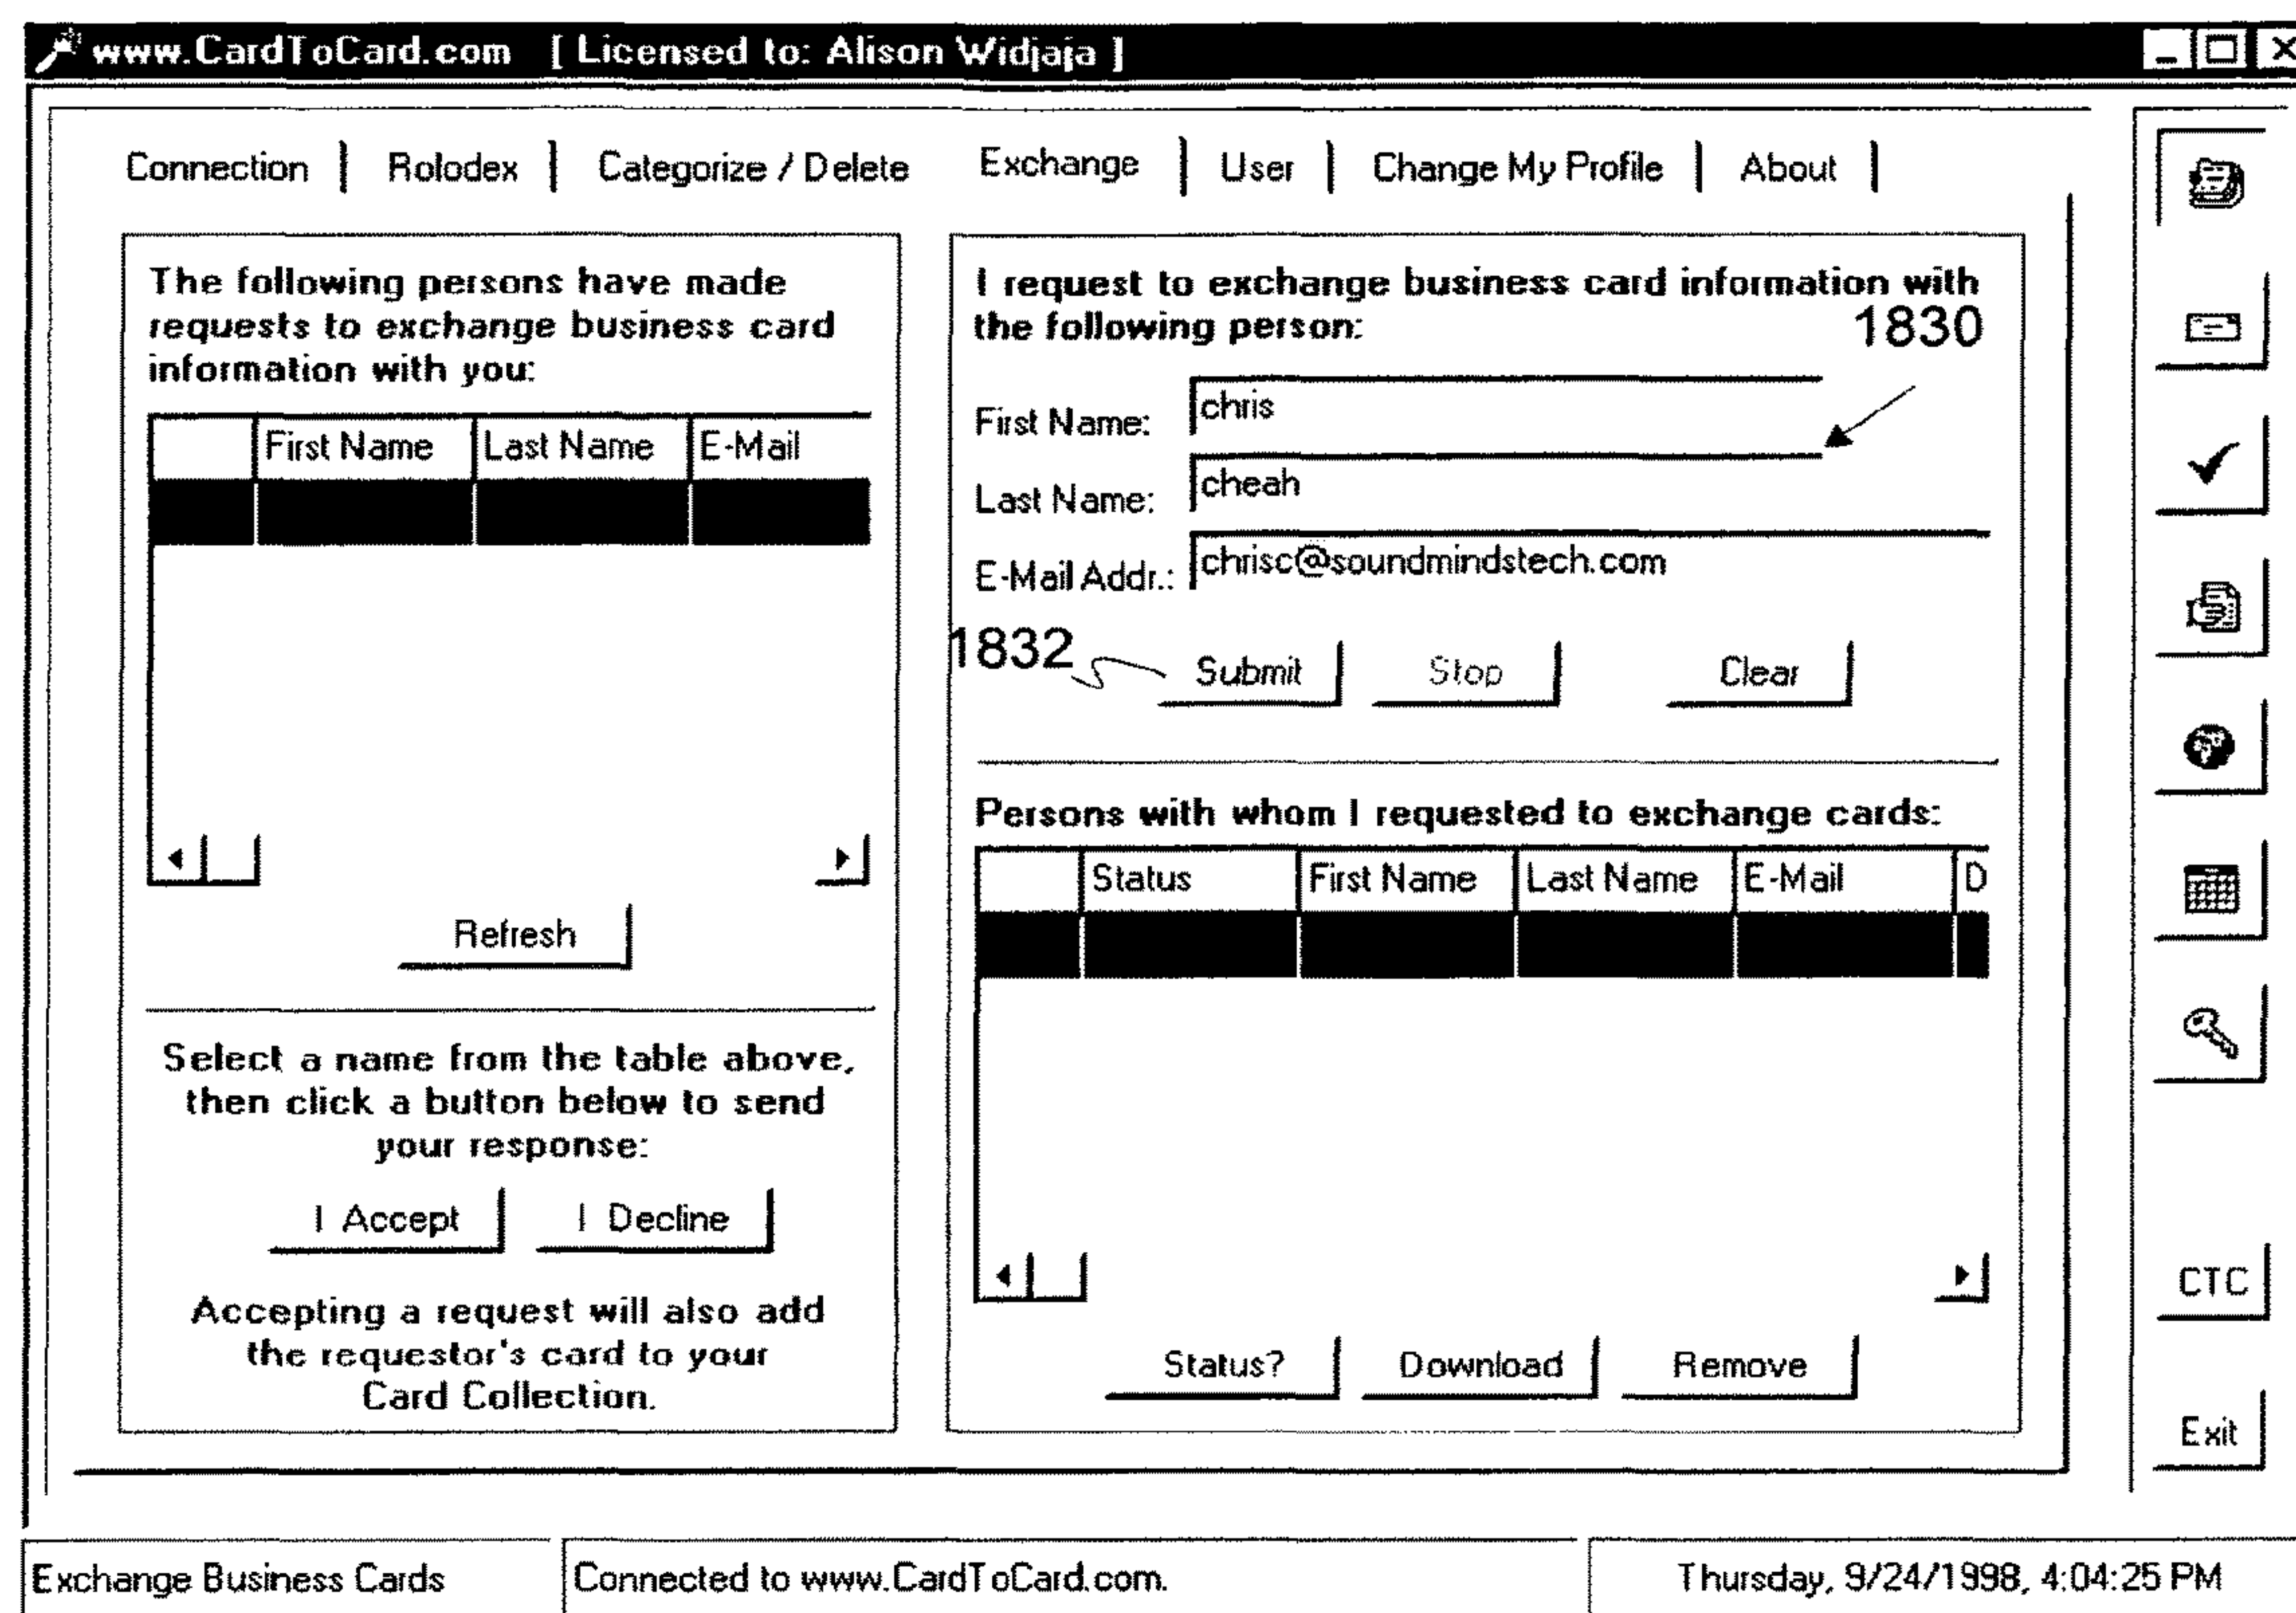 www.CardToCard.com [ Licensed to: Alison Widjaja ]
Connection | Rolodex | Categorize / Delete Exchange | User | Change My Profile | About |
The following persons have made
requests to exchange business card
information with you:
First Name Last Name E-Mail
Refresh
Select a name from the table above,
then click a button below to send
your response:
I Accept I Decline
Accepting a request will also add
the requestor's card to your
Card Collection.
I request to exchange business card information with
the following person:
1830
First Name: chris
Last Name: cheah
E-Mail Addr.: chrisc@soundmindstech.com
1832
Submit Stop Clear
Persons with whom I requested to exchange cards:
Status First Name Last Name E-Mail D
Status? Download Remove
CTC
Exit
Exchange Business Cards Connected to www.CardToCard.com. Thursday, 9/24/1998, 4:04:25 PM